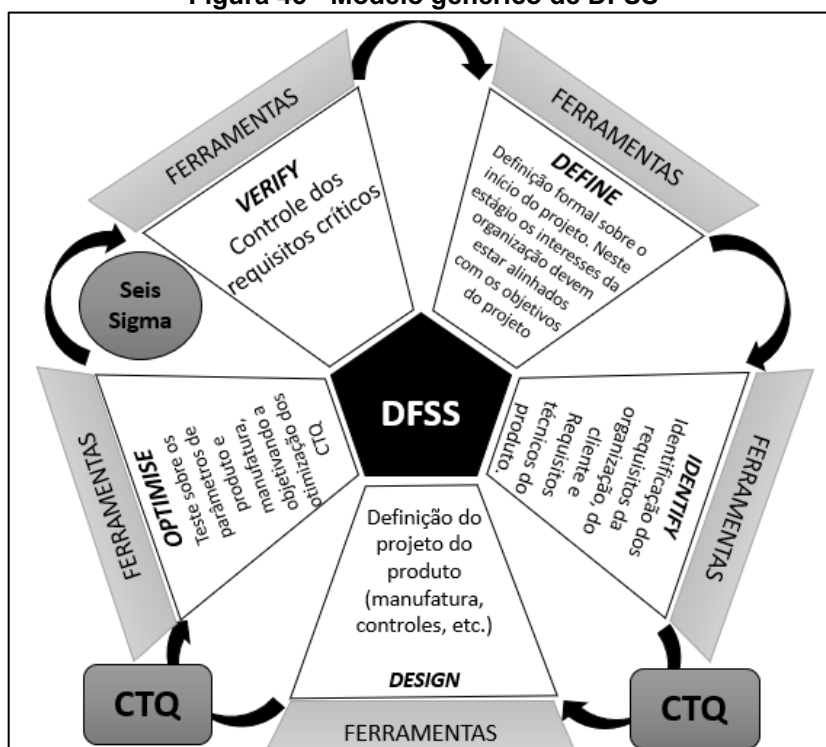 Figura 46 - Modelo genérico de DFSS
FERRAMENTAS
VERIFY
Controle dos
requisitos críticos
FERRAMENTAS
DEFINE
Definição formal sobre o
início do projeto. Neste
estágio os interesses da
organização devem
estar alinhados
com os objetivos
do projeto
Seis
Sigma
DFSS
FERRAMENTAS
OPTIMISE
Teste sobre os
parâmetros de
produto e
manufatura,
objetivando a
otimização dos
CTQ.
FERRAMENTAS
IDENTIFY
Identificação dos
requisitos da
organização, do
cliente e
Requisitos
técnicos do
produto.
Definição do
projeto do
produto
(manufatura,
controles, etc.)
DESIGN
FERRAMENTAS
CTQ
CTQ